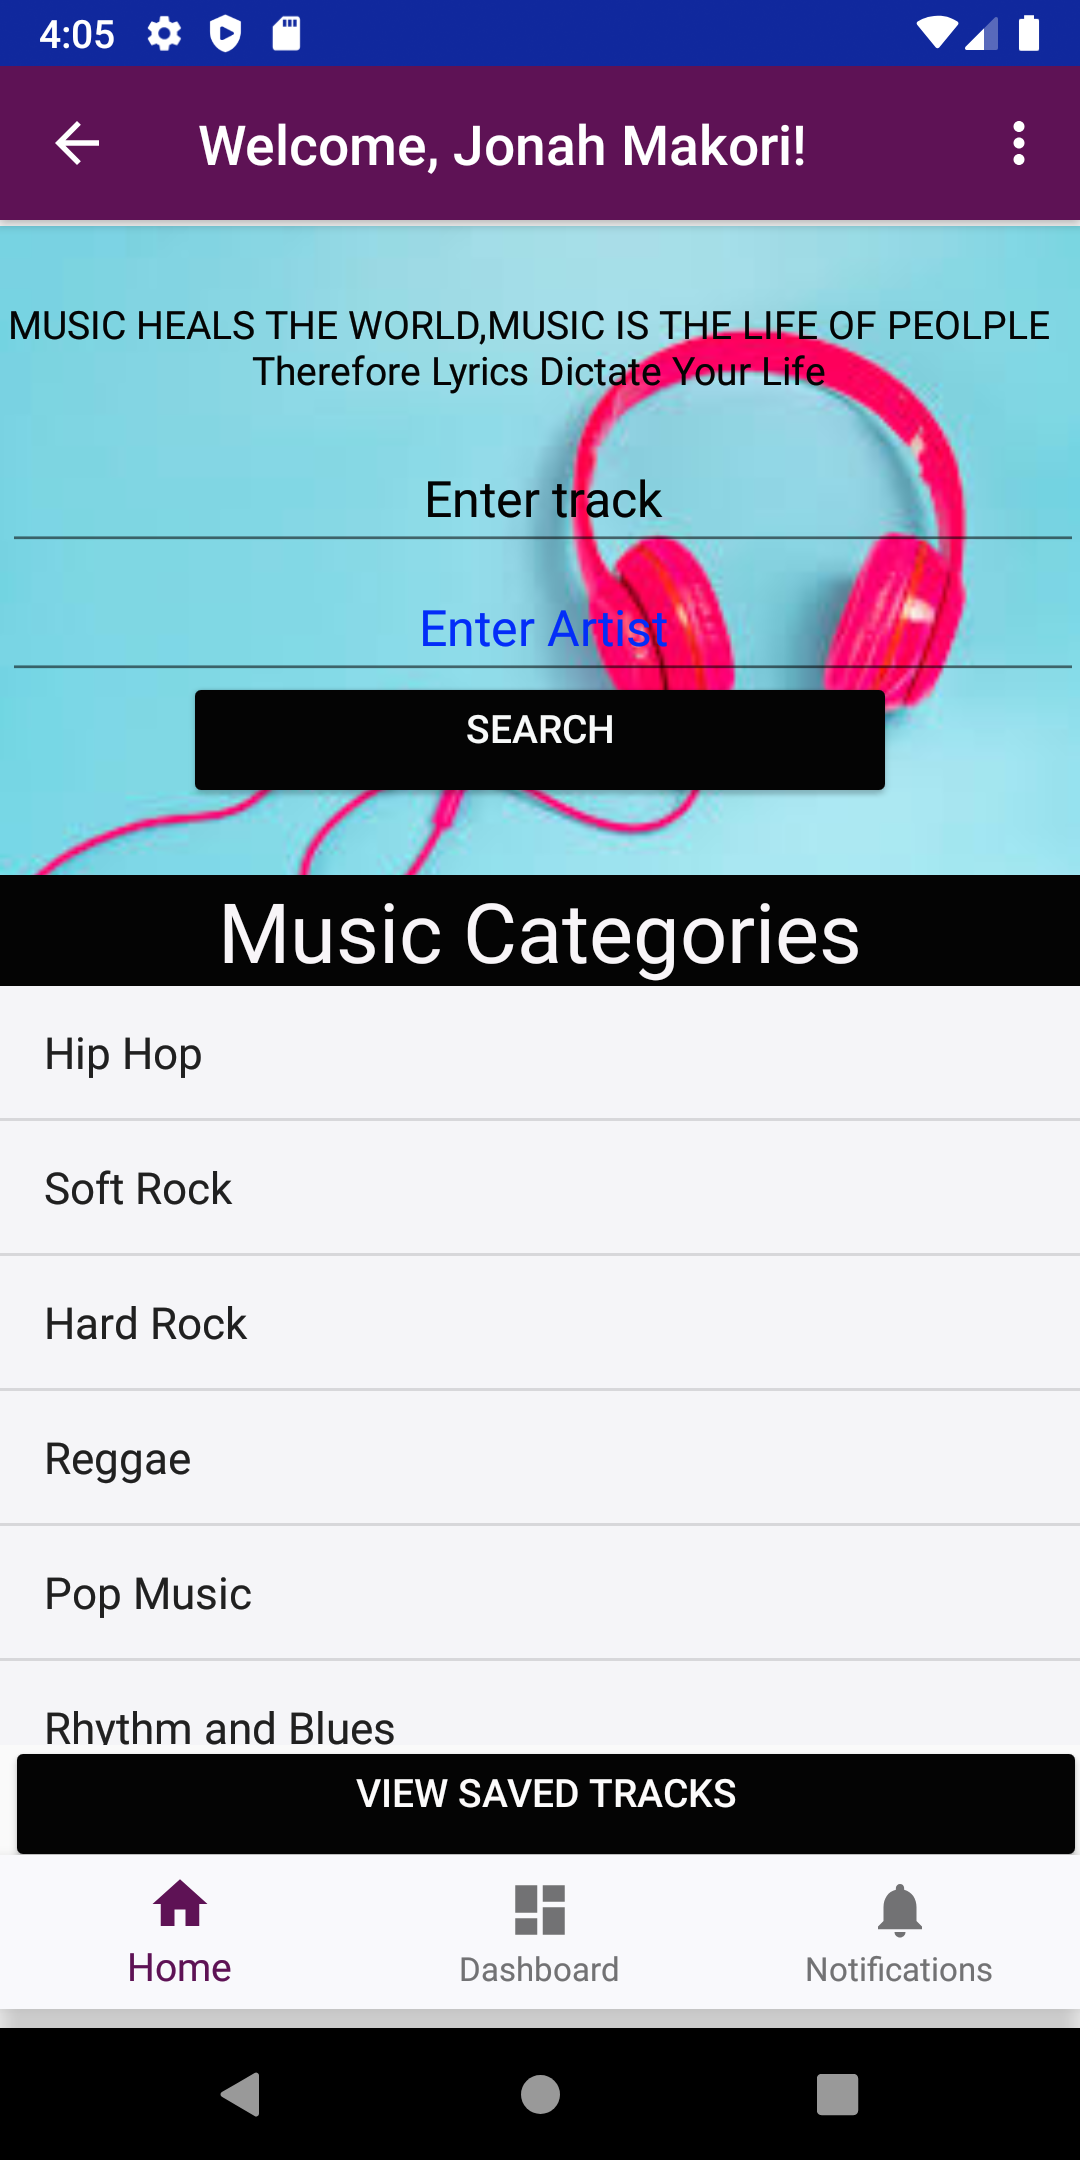 4:05
Welcome, Jonah Makori!
MUSIC HEALS THE WORLD,MUSIC IS THE LIFE OF PEOLPLE
Therefore Lyrics Dictate Your Life
Enter track
Enter Artist
SEARCH
Music Categories
Hip Hop
Soft Rock
Hard Rock
Reggae
Pop Music
Rhythm and Blues
VIEW SAVED TRACKS
Home
Dashboard
Notifications